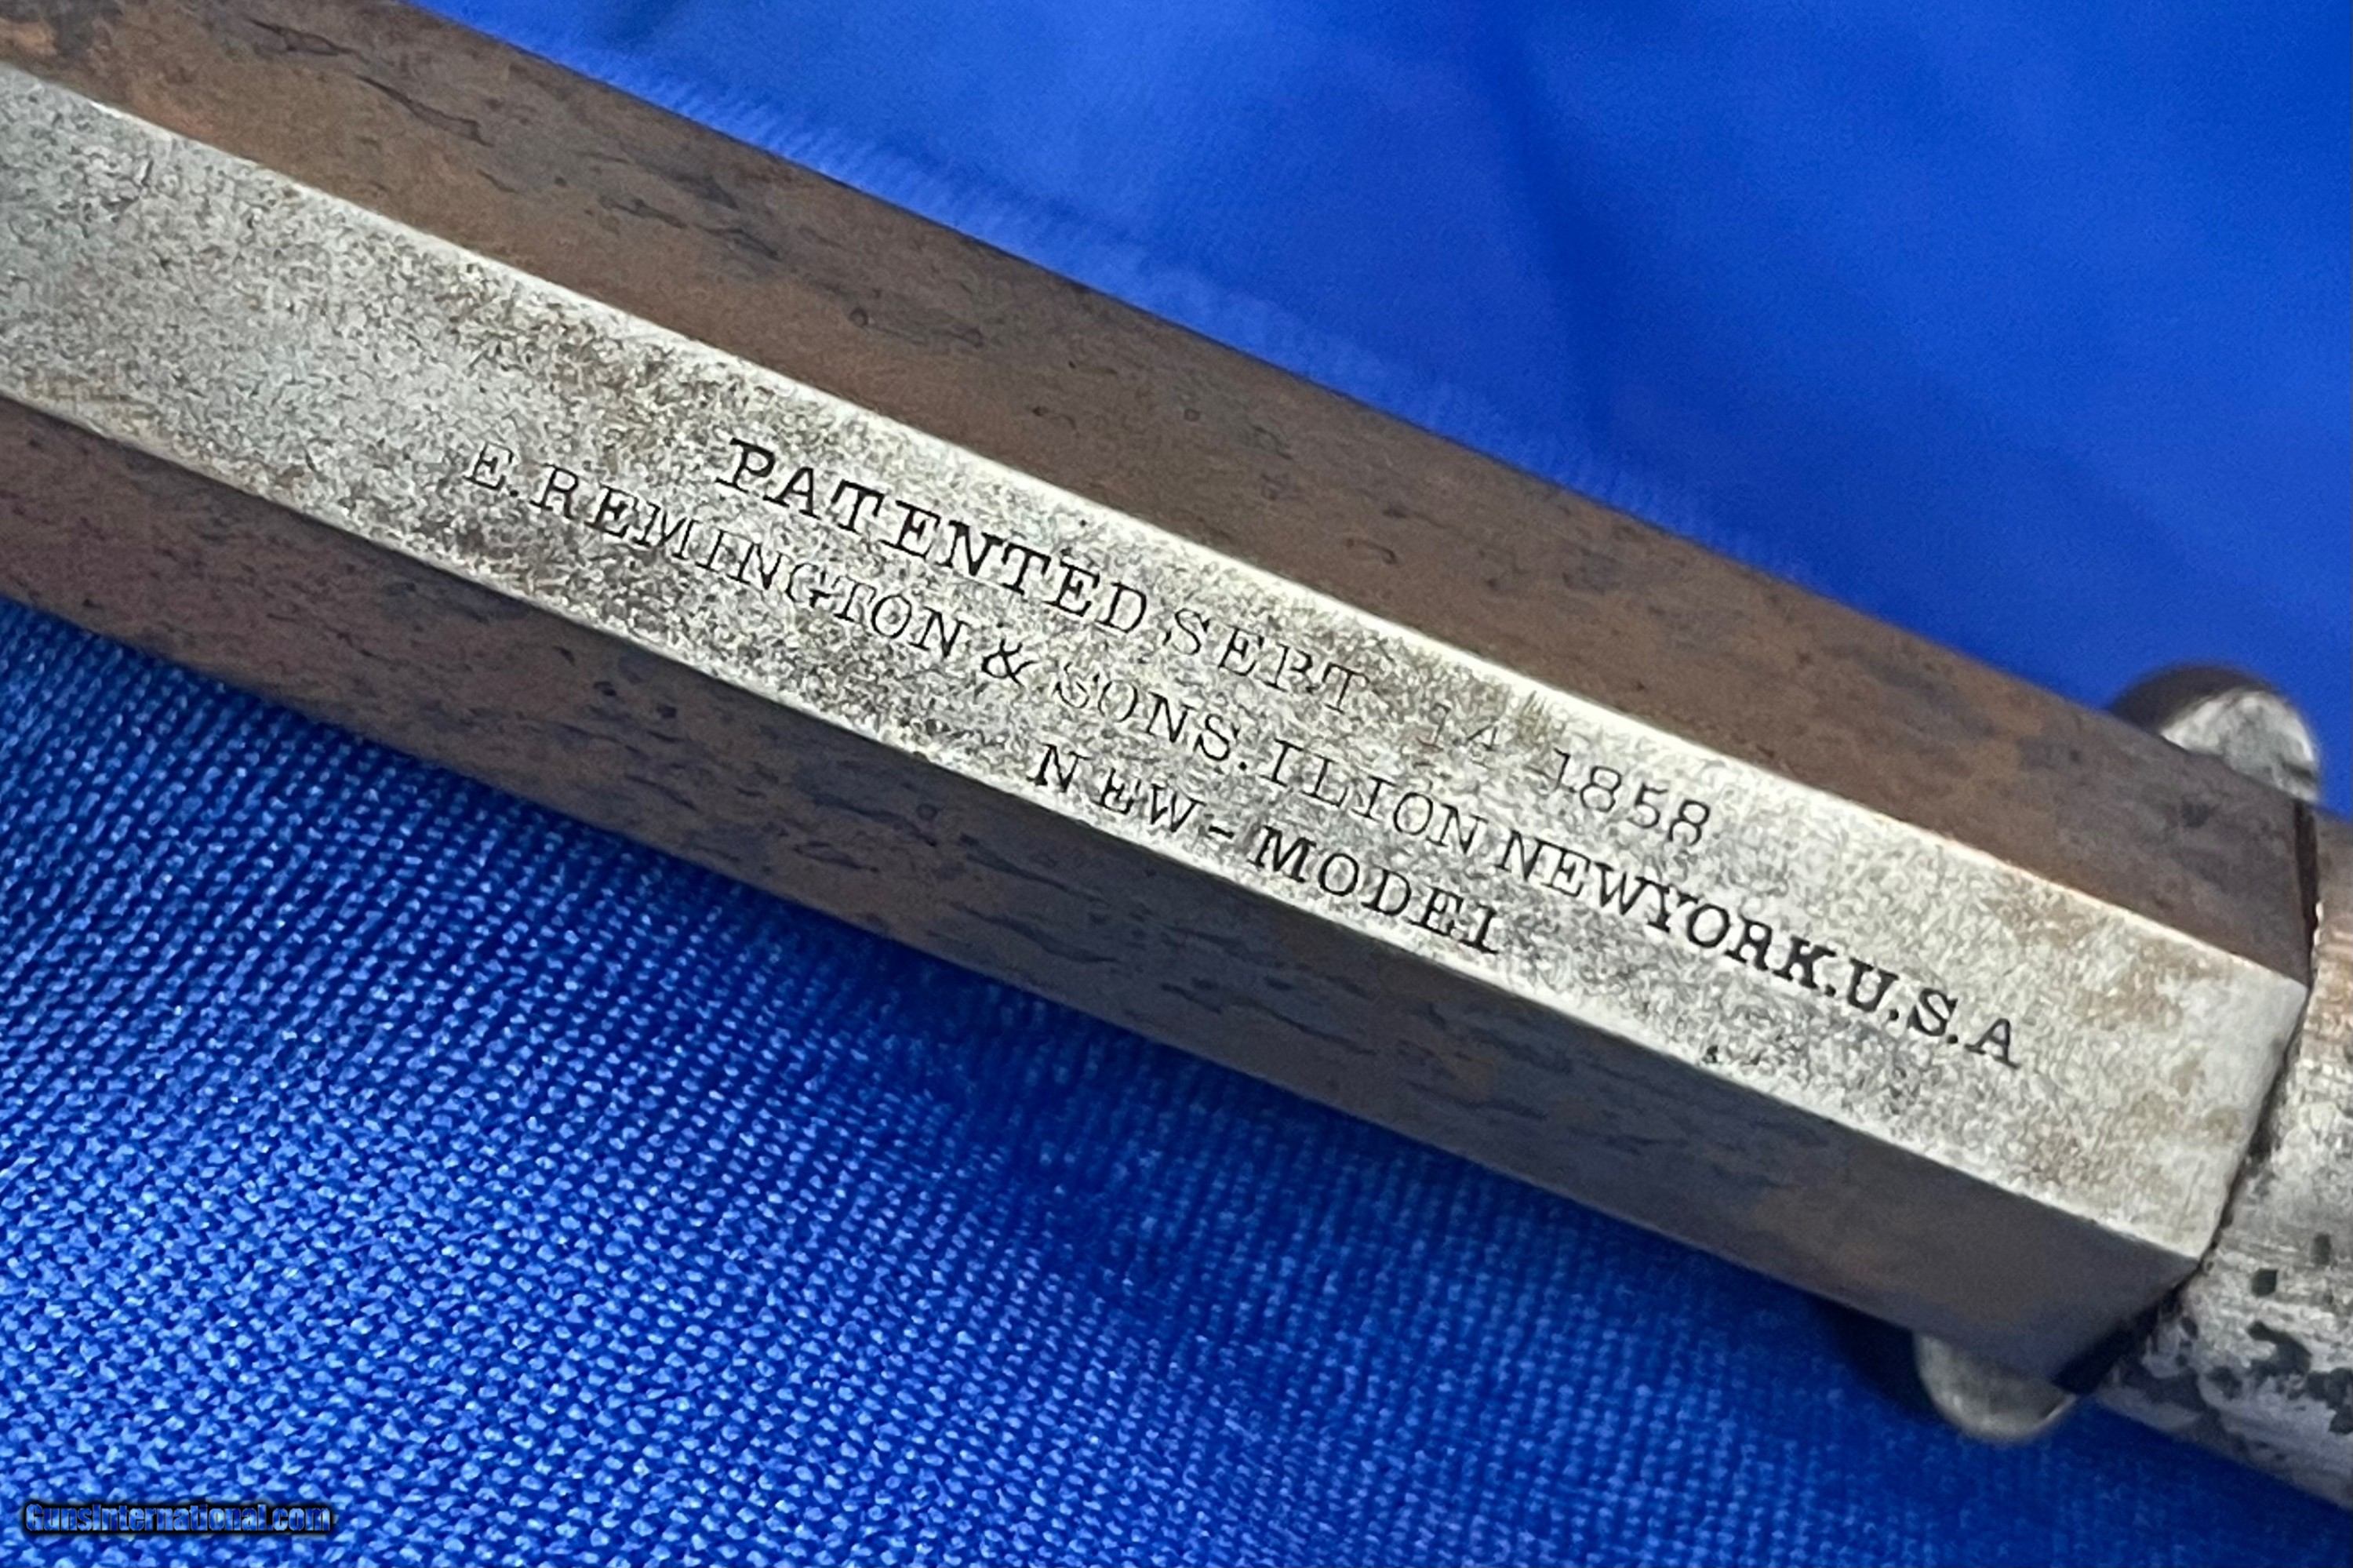 PATENTED SEPT 14 1858
E. REMINGTON & SONS. ILION NEWYORK.U.S.A
NEW-MODEL
GunsInternational.com